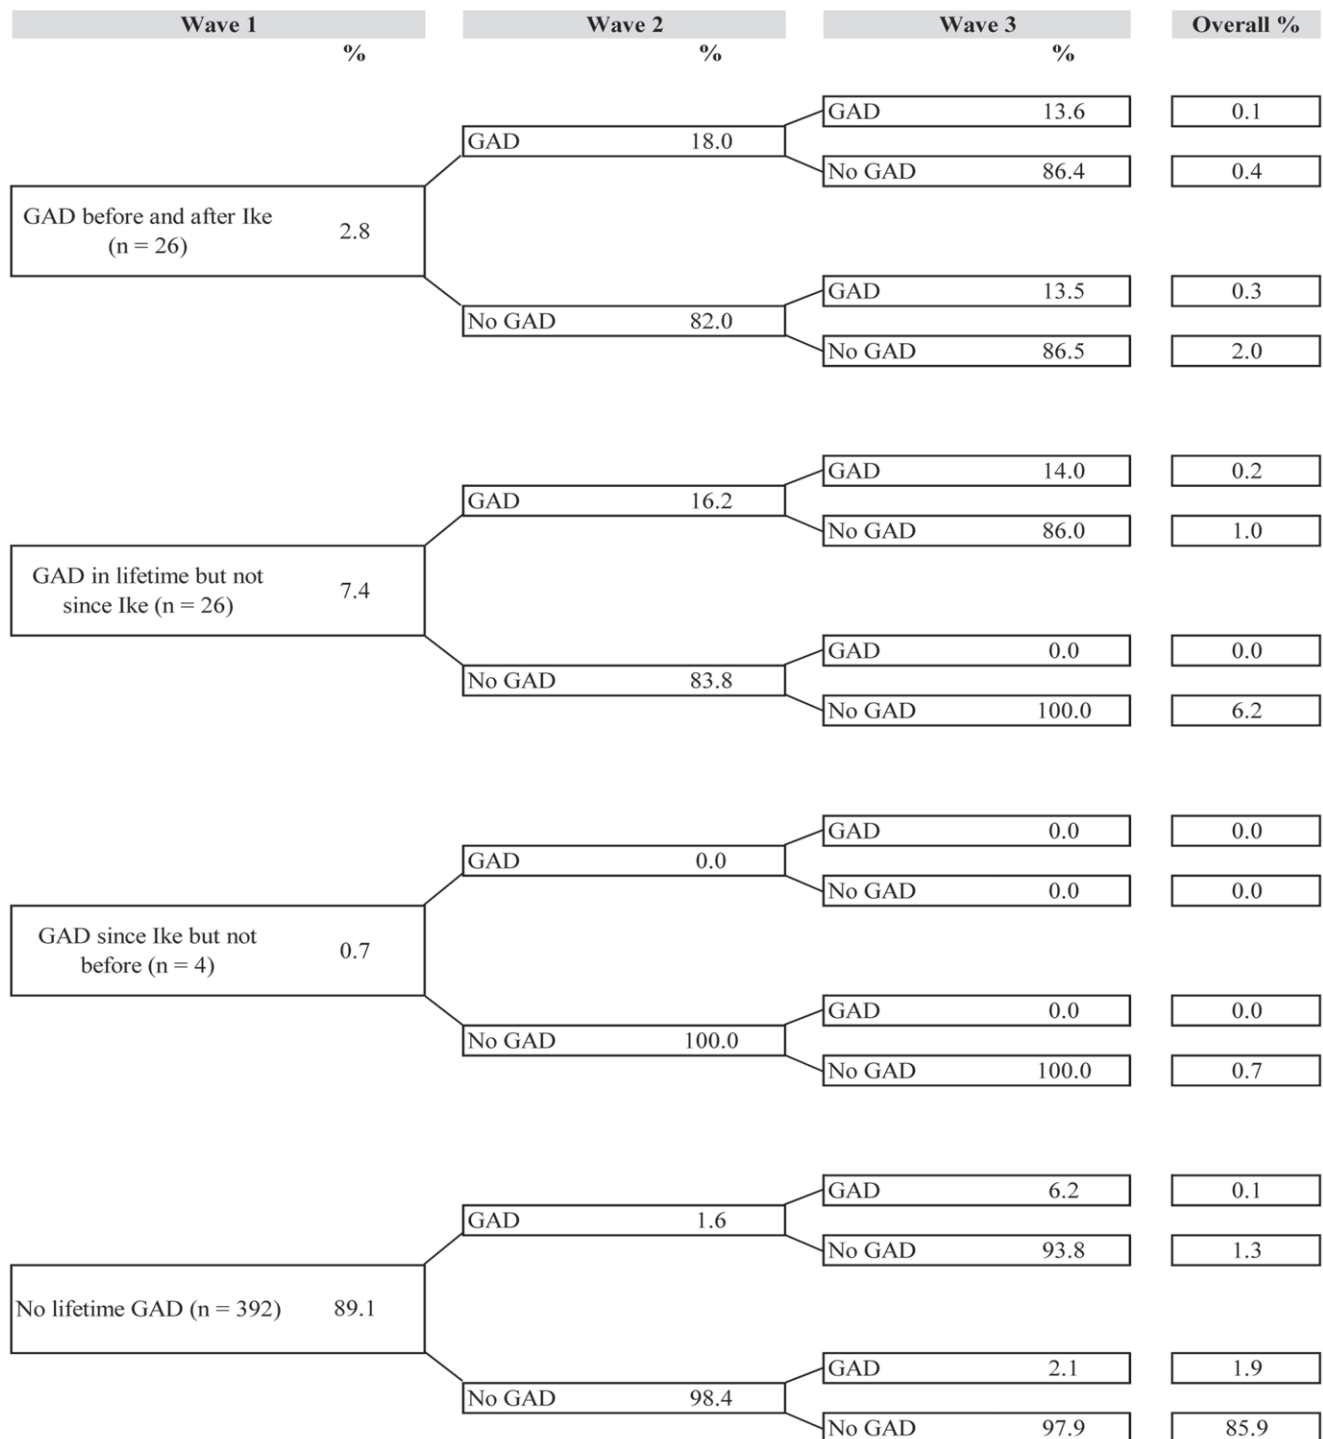 Wave 1 Wave 2 Wave 3 Overall %
% % %
GAD 13.6 0.1
GAD 18.0
No GAD 86.4 0.4
GAD before and after Ike
(n = 26) 2.8
GAD 13.5 0.3
No GAD 82.0
No GAD 86.5 2.0
GAD 14.0 0.2
GAD 16.2
No GAD 86.0 1.0
GAD in lifetime but not
since Ike (n = 26) 7.4
GAD 0.0 0.0
No GAD 83.8
No GAD 100.0 6.2
GAD 0.0 0.0
GAD 0.0
No GAD 0.0 0.0
GAD since Ike but not
before (n = 4) 0.7
GAD 0.0 0.0
No GAD 100.0
No GAD 100.0 0.7
GAD 6.2 0.1
GAD 1.6
No GAD 93.8 1.3
No lifetime GAD (n = 392) 89.1
GAD 2.1 1.9
No GAD 98.4
No GAD 97.9 85.9